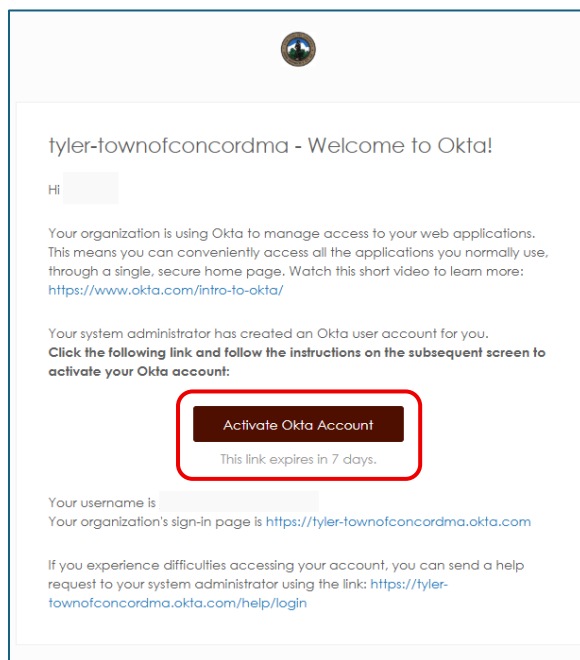 tyler-townofconcordma - Welcome to Okta!
Hi
Your organization is using Okta to manage access to your web applications.
This means you can conveniently access all the applications you normally use,
through a single, secure home page. Watch this short video to learn more:
https://www.okta.com/intro-to-okta/
Your system administrator has created an Okta user account for you.
Click the following link and follow the instructions on the subsequent screen to
activate your Okta account:
Activate Okta Account
This link expires in 7 days.
Your username is
Your organization's sign-in page is https://tyler-townofconcordma.okta.com
If you experience difficulties accessing your account, you can send a help
request to your system administrator using the link: https://tyler-
townofconcordma.okta.com/help/login